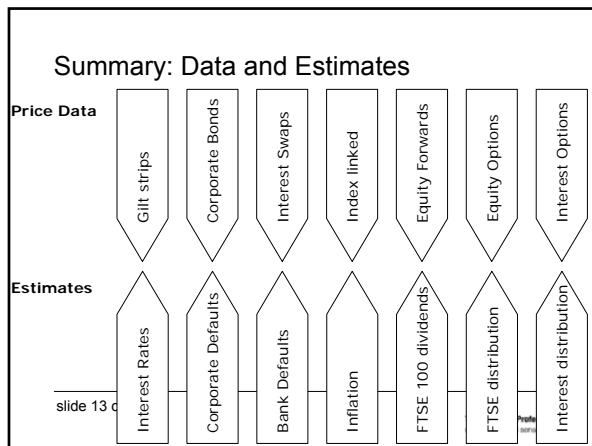 Summary: Data and Estimates
Price Data
Gilt strips
Corporate Bonds
Interest Swaps
Index linked
Equity Forwards
Equity Options
Interest Options
Estimates
Interest Rates
Corporate Defaults
Bank Defaults
Inflation
FTSE 100 dividends
FTSE distribution
Interest distribution
slide 13